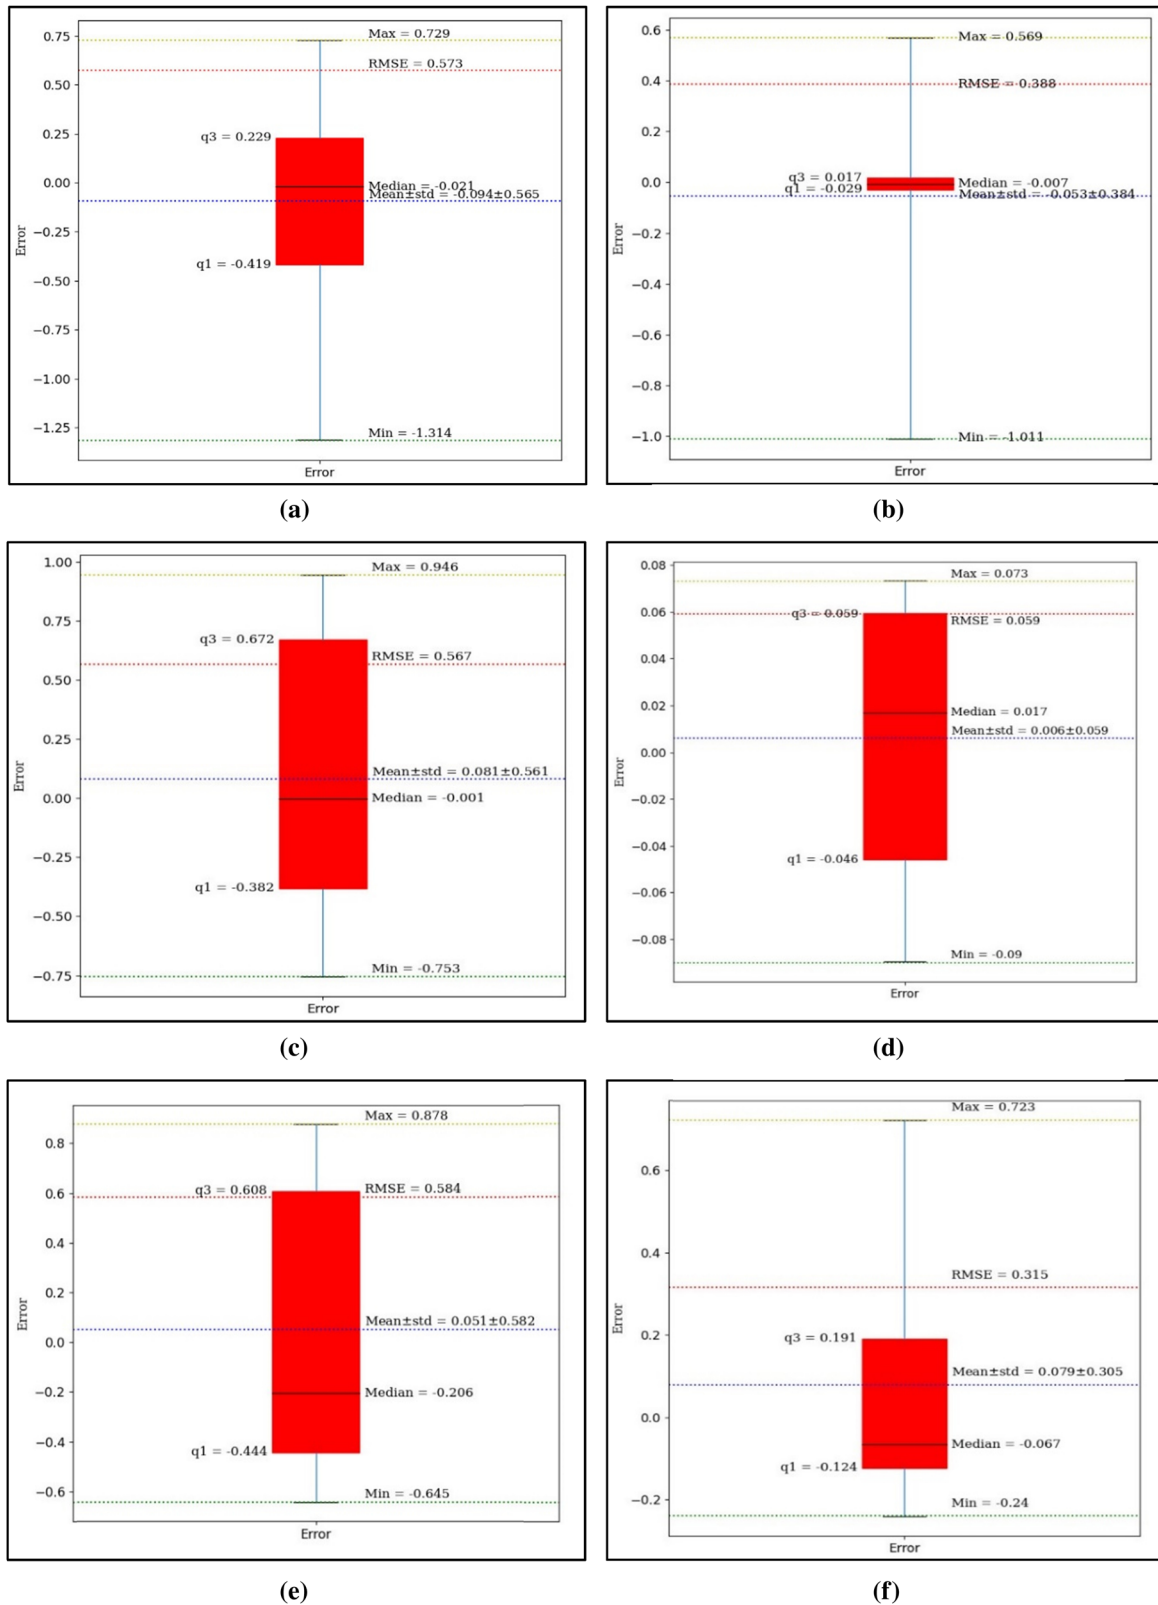 0.75
0.50
0.25
0.00
−0.25
−0.50
−0.75
−1.00
−1.25
Error
Max = 0.729
RMSE = 0.573
q3 = 0.229
Median = -0.021
Mean±std = -0.094±0.565
q1 = -0.419
Min = -1.314
Error
(a)
0.6
0.4
0.2
0.0
−0.2
−0.4
−0.6
−0.8
−1.0
Error
Max = 0.569
RMSE = 0.388
q3 = 0.017
Median = -0.007
q1 = -0.029
Mean±std = -0.053±0.384
Min = -1.011
Error
(b)
1.00
0.75
0.50
0.25
0.00
−0.25
−0.50
−0.75
Error
Max = 0.946
q3 = 0.672
RMSE = 0.567
Mean±std = 0.081±0.561
Median = -0.001
q1 = -0.382
Min = -0.753
Error
(c)
0.08
0.06
0.04
0.02
0.00
−0.02
−0.04
−0.06
−0.08
Error
Max = 0.073
q3 = 0.059
RMSE = 0.059
Median = 0.017
Mean±std = 0.006±0.059
q1 = -0.046
Min = -0.09
Error
(d)
0.8
0.6
0.4
0.2
0.0
−0.2
−0.4
−0.6
Error
Max = 0.878
q3 = 0.608
RMSE = 0.584
Mean±std = 0.051±0.582
Median = -0.206
q1 = -0.444
Min = -0.645
Error
(e)
0.6
0.4
0.2
0.0
−0.2
Error
Max = 0.723
RMSE = 0.315
q3 = 0.191
Mean±std = 0.079±0.305
Median = -0.067
q1 = -0.124
Min = -0.24
Error
(f)